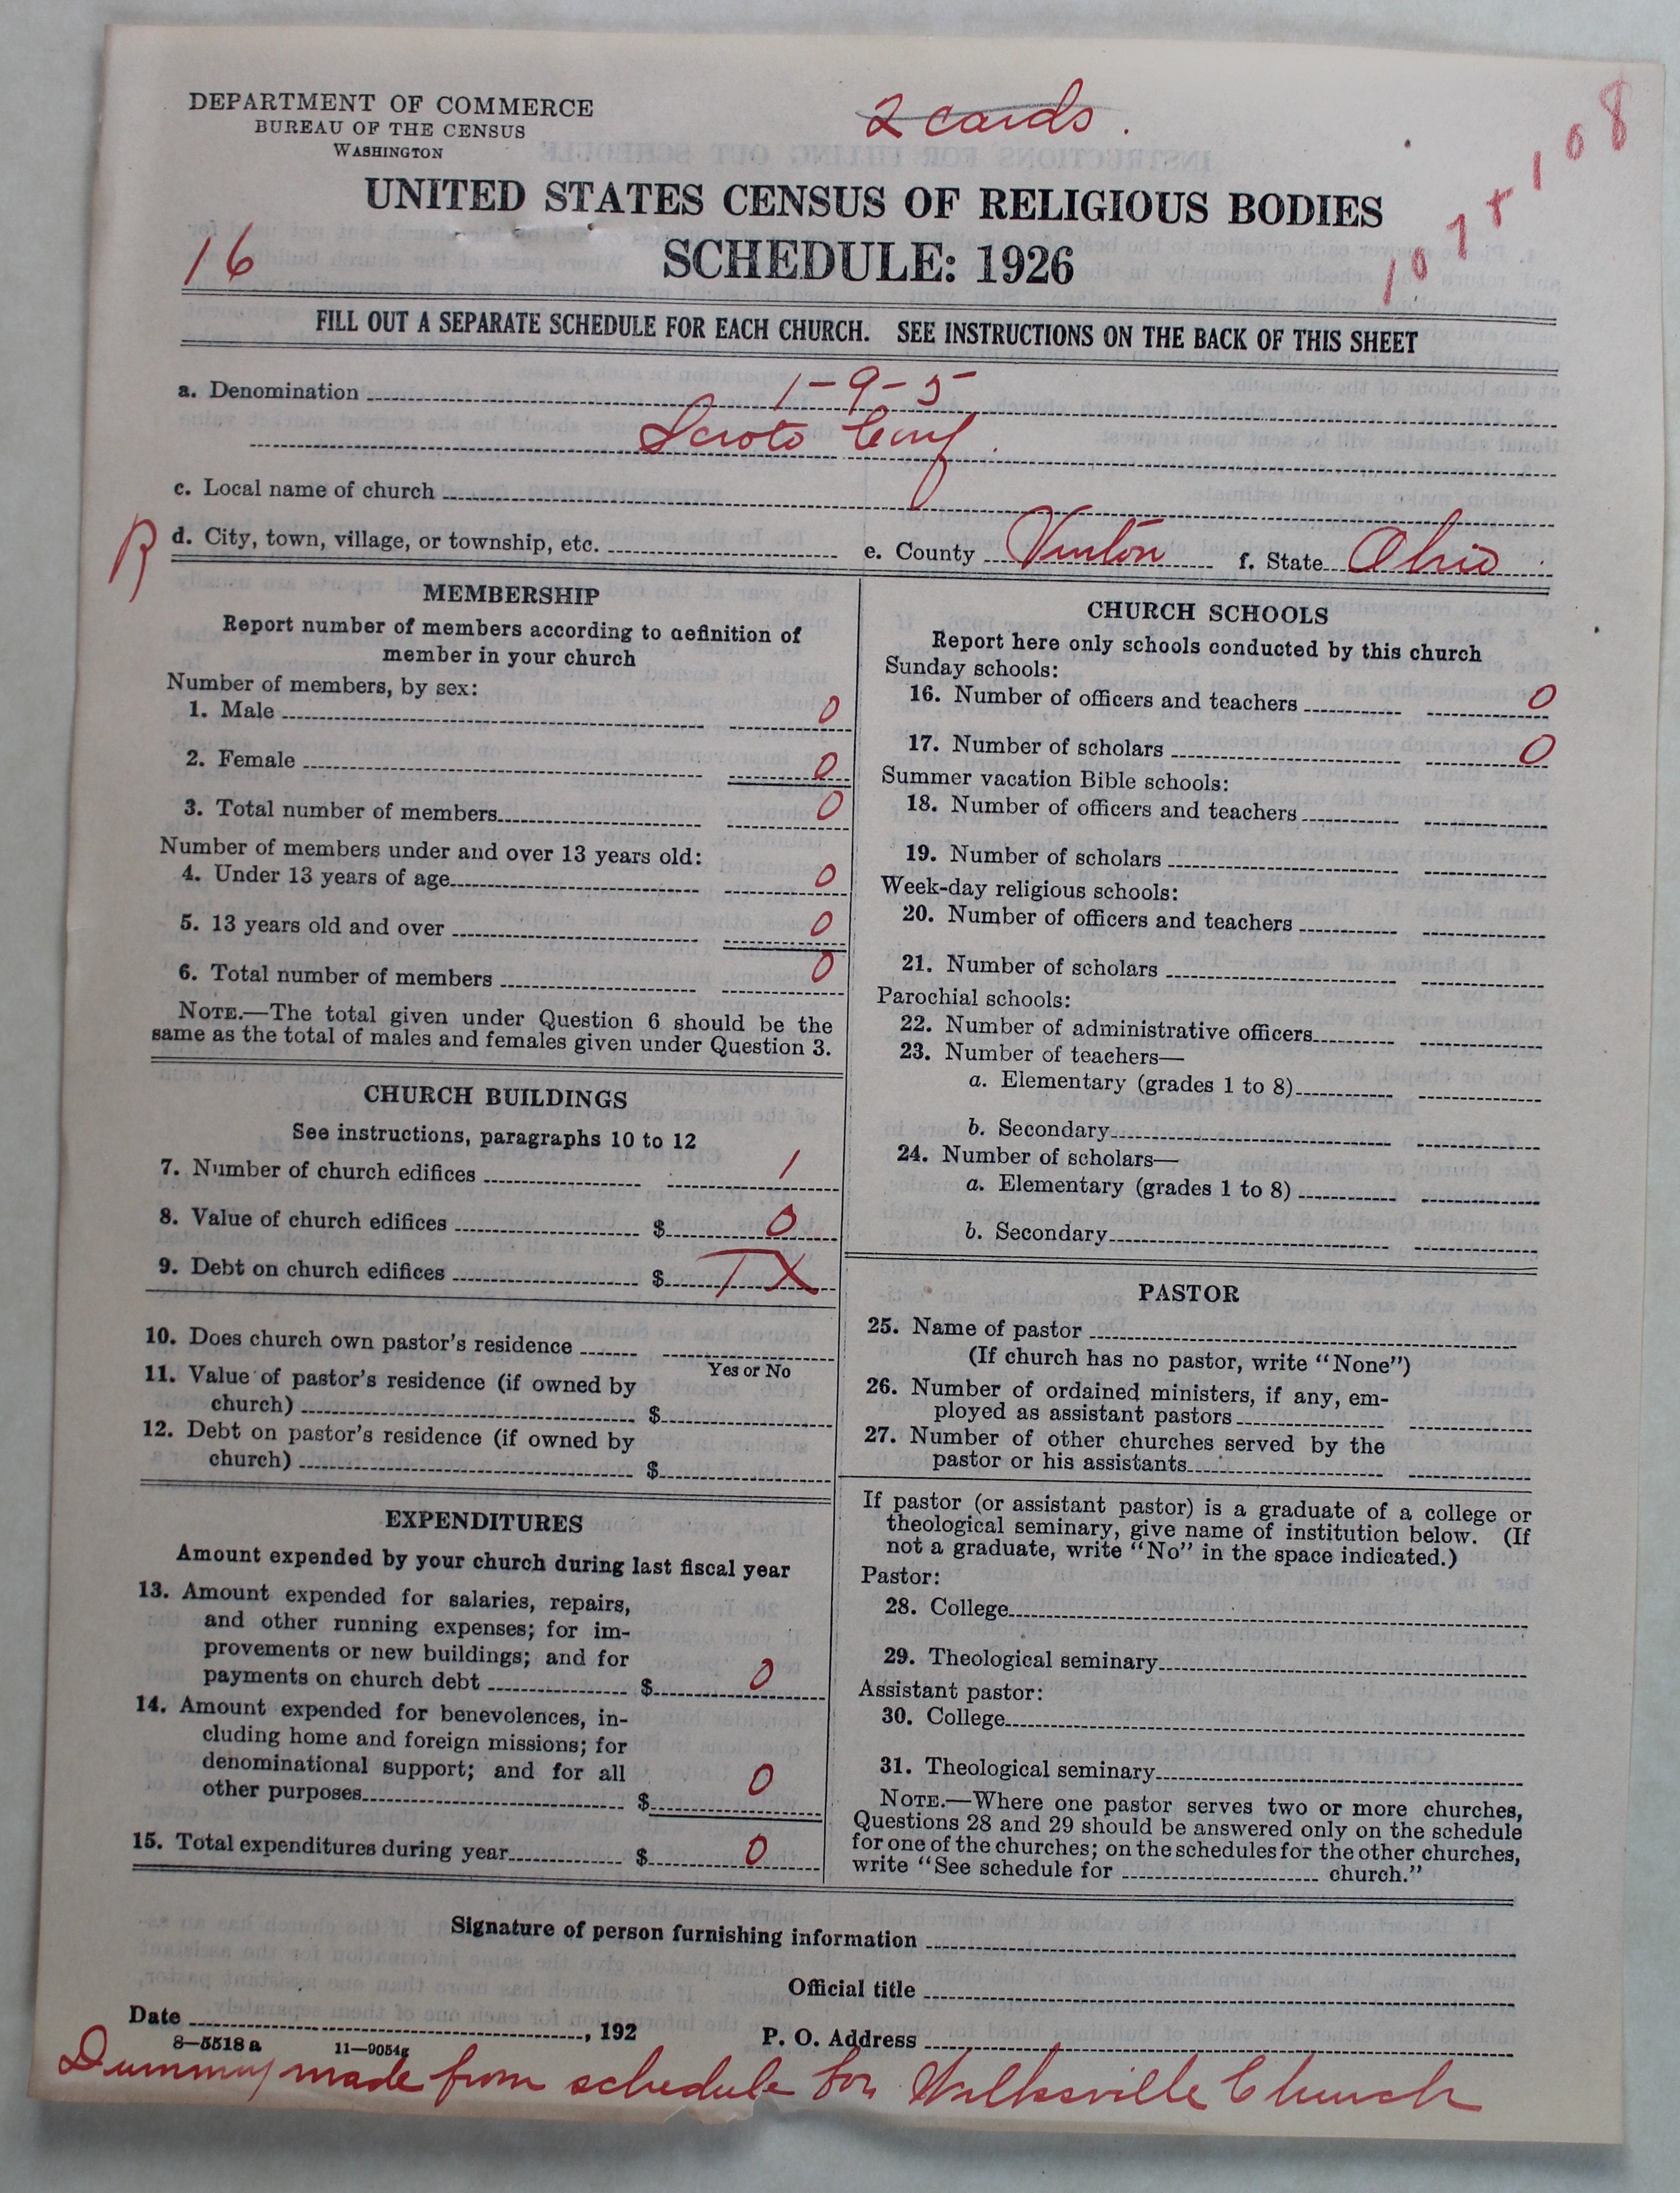 DEPARTMENT OF COMMERCE
BUREAU OF THE CENSUS
WASHINGTON
2 cards.
107+108
UNITED STATES CENSUS OF RELIGIOUS BODIES
16
SCHEDULE: 1926
FILL OUT A SEPARATE SCHEDULE FOR EACH CHURCH. SEE INSTRUCTIONS ON THE BACK OF THIS SHEET
a. Denomination 1-9-5
Scioto Conf.
c. Local name of church
R
d. City, town, village, or township, etc. e. County Vinton f. State Ohio
MEMBERSHIP
Report number of members according to definition of
member in your church
Number of members, by sex:
1. Male 0
2. Female 0
3. Total number of members 0
Number of members under and over 13 years old:
4. Under 13 years of age 0
5. 13 years old and over 0
6. Total number of members 0
NOTE.—The total given under Question 6 should be the
same as the total of males and females given under Question 3.
CHURCH BUILDINGS
See instructions, paragraphs 10 to 12
7. Number of church edifices 1
8. Value of church edifices $ 0
9. Debt on church edifices $ TX
10. Does church own pastor's residence
Yes or No
11. Value of pastor's residence (if owned by
church) $
12. Debt on pastor's residence (if owned by
church) $
EXPENDITURES
Amount expended by your church during last fiscal year
13. Amount expended for salaries, repairs,
and other running expenses; for im-
provements or new buildings; and for
payments on church debt $ 0
14. Amount expended for benevolences, in-
cluding home and foreign missions; for
denominational support; and for all
other purposes $ 0
15. Total expenditures during year $ 0
CHURCH SCHOOLS
Report here only schools conducted by this church
Sunday schools:
16. Number of officers and teachers 0
17. Number of scholars 0
Summer vacation Bible schools:
18. Number of officers and teachers
19. Number of scholars
Week-day religious schools:
20. Number of officers and teachers
21. Number of scholars
Parochial schools:
22. Number of administrative officers
23. Number of teachers—
a. Elementary (grades 1 to 8)
b. Secondary
24. Number of scholars—
a. Elementary (grades 1 to 8)
b. Secondary
PASTOR
25. Name of pastor
(If church has no pastor, write "None")
26. Number of ordained ministers, if any, em-
ployed as assistant pastors
27. Number of other churches served by the
pastor or his assistants
If pastor (or assistant pastor) is a graduate of a college or
theological seminary, give name of institution below. (If
not a graduate, write "No" in the space indicated.)
Pastor:
28. College
29. Theological seminary
Assistant pastor:
30. College
31. Theological seminary
NOTE.—Where one pastor serves two or more churches,
Questions 28 and 29 should be answered only on the schedule
for one of the churches; on the schedules for the other churches,
write "See schedule for church."
Signature of person furnishing information
Official title
Date , 192
P. O. Address
8—5518 a 11—9054g
Dummy made from schedule for Wilksville Church